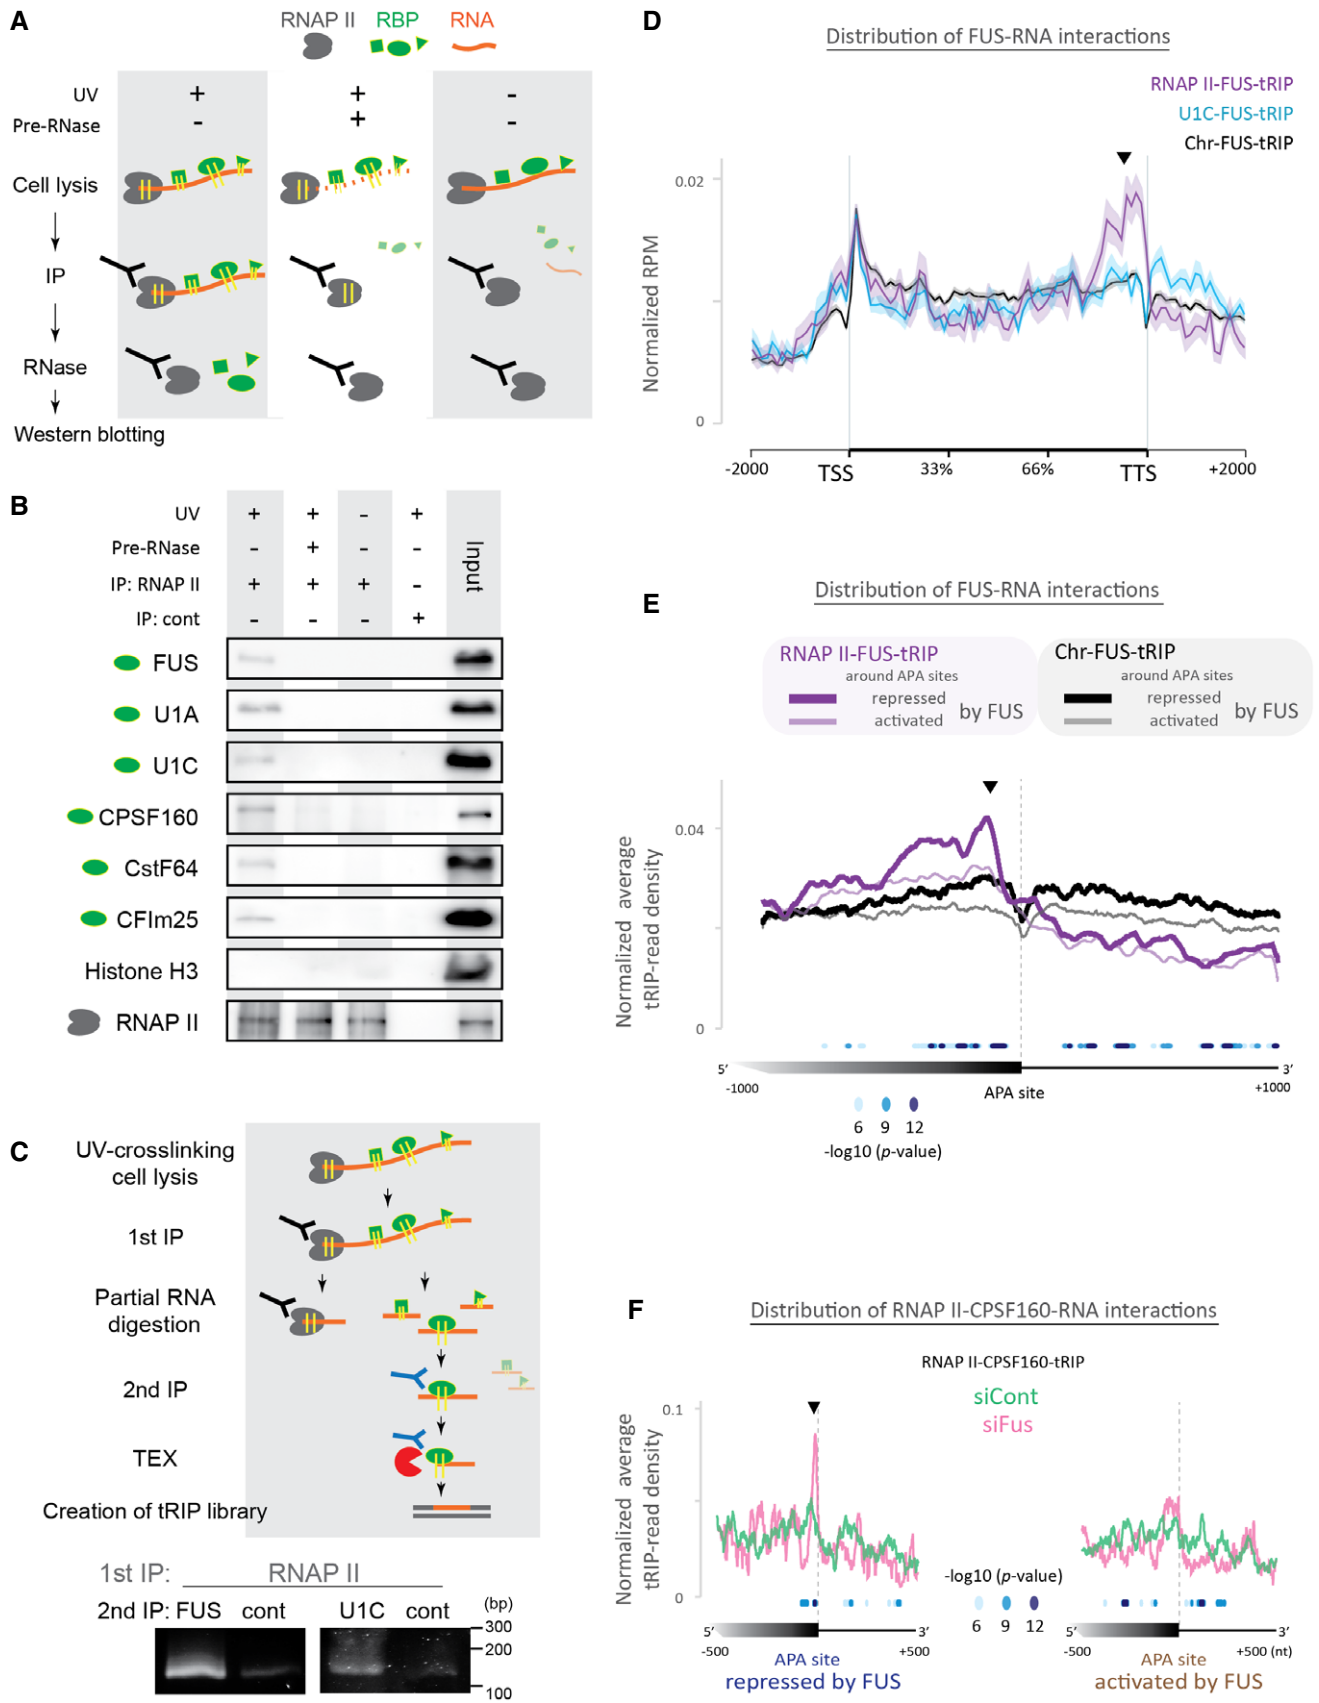 A
RNAP II RBP RNA
UV + + -
Pre-RNase - + -
Cell lysis
IP
RNase
Western blotting
B
UV + + - +
Pre-RNase - + - -
IP: RNAP II + + + -
IP: cont - - - +
Input
FUS
U1A
U1C
CPSF160
CstF64
CFIm25
Histone H3
RNAP II
C
UV-crosslinking
cell lysis
1st IP
Partial RNA
digestion
2nd IP
TEX
Creation of tRIP library
1st IP: RNAP II
2nd IP: FUS cont U1C cont (bp)
300
200
100
D
Distribution of FUS-RNA interactions
RNAP II-FUS-tRIP
U1C-FUS-tRIP
Chr-FUS-tRIP
Normalized RPM
0.02
0
-2000 TSS 33% 66% TTS +2000
E
Distribution of FUS-RNA interactions
RNAP II-FUS-tRIP
around APA sites
repressed
activated
by FUS
Chr-FUS-tRIP
around APA sites
repressed
activated
by FUS
Normalized average
tRIP-read density
0.04
0
5' 3'
-1000 APA site +1000
6 9 12
-log10 (p-value)
F
Distribution of RNAP II-CPSF160-RNA interactions
RNAP II-CPSF160-tRIP
siCont
siFus
Normalized average
tRIP-read density
0.1
0
-log10 (p-value)
6 9 12
5' 3'
-500 +500
APA site
repressed by FUS
5' 3'
-500 +500 (nt)
APA site
activated by FUS